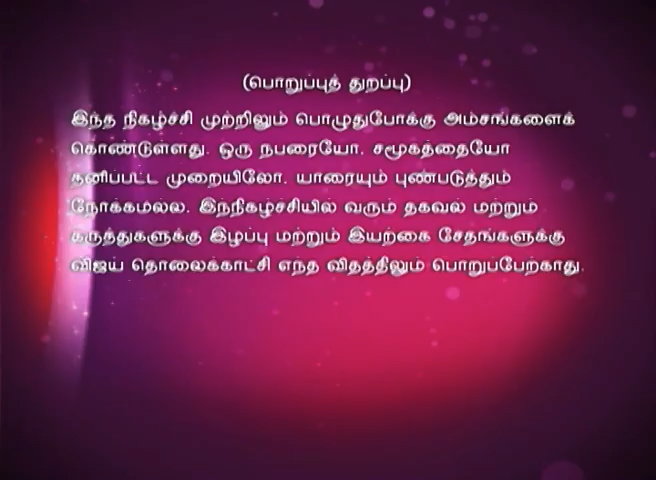 (பொறுப்புத் துறப்பு)
இந்த நிகழ்ச்சி முற்றிலும் பொழுதுபோக்கு அம்சங்களைக்
கொண்டுள்ளது. ஒரு நபரையோ, சமூகத்தையோ
தனிப்பட்ட முறையிலோ, யாரையும் புண்படுத்தும்
நோக்கமல்ல. இந்நிகழ்ச்சியில் வரும் தகவல் மற்றும்
கருத்துகளுக்கு இழப்பு மற்றும் இயற்கை சேதங்களுக்கு
விஜய் தொலைக்காட்சி எந்த விதத்திலும் பொறுப்பேற்காது.